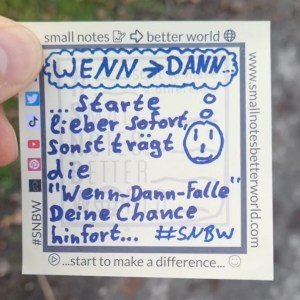 small notes better world
WENN → DANN...
...starte
lieber sofort,
sonst trägt
die
"Wenn-Dann-Falle"
Deine Chance
hinfort... #SNBW
...start to make a difference...
#SNBW
www.smallnotesbetterworld.com